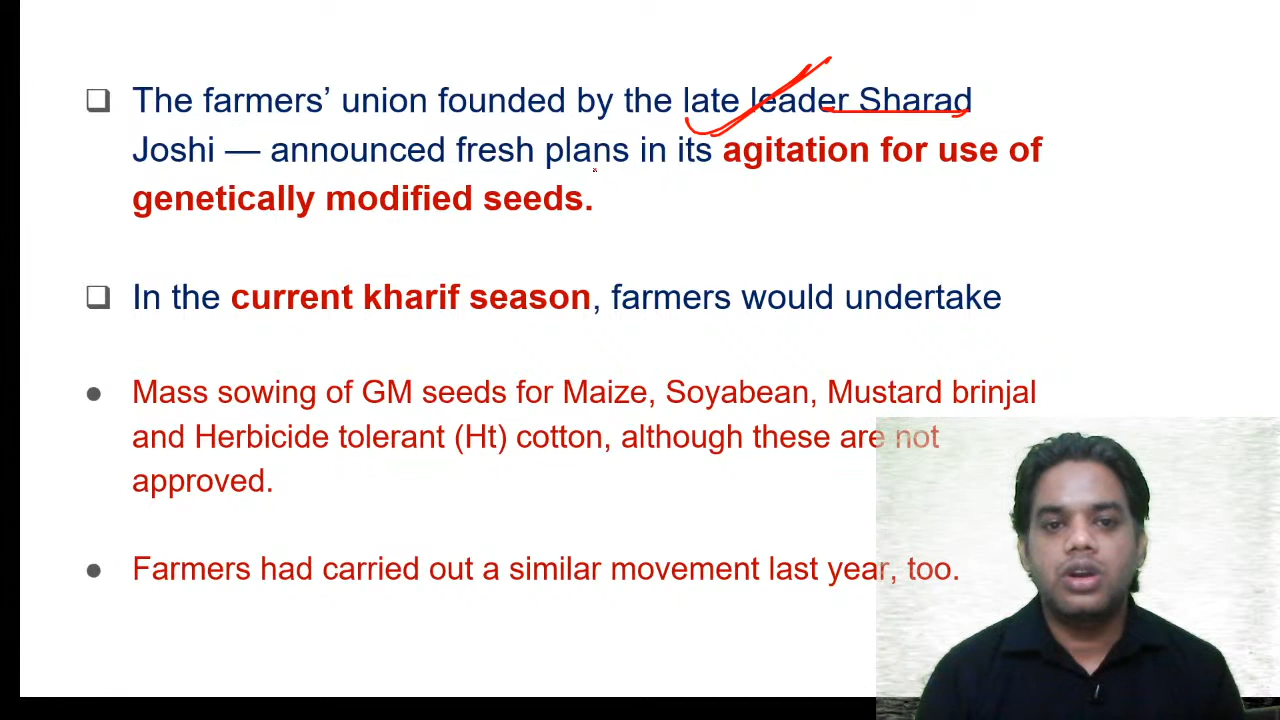 The farmers’ union founded by the late leader Sharad
Joshi — announced fresh plans in its agitation for use of
genetically modified seeds.
In the current kharif season, farmers would undertake
Mass sowing of GM seeds for Maize, Soyabean, Mustard brinjal
and Herbicide tolerant (Ht) cotton, although these are not
approved.
Farmers had carried out a similar movement last year, too.